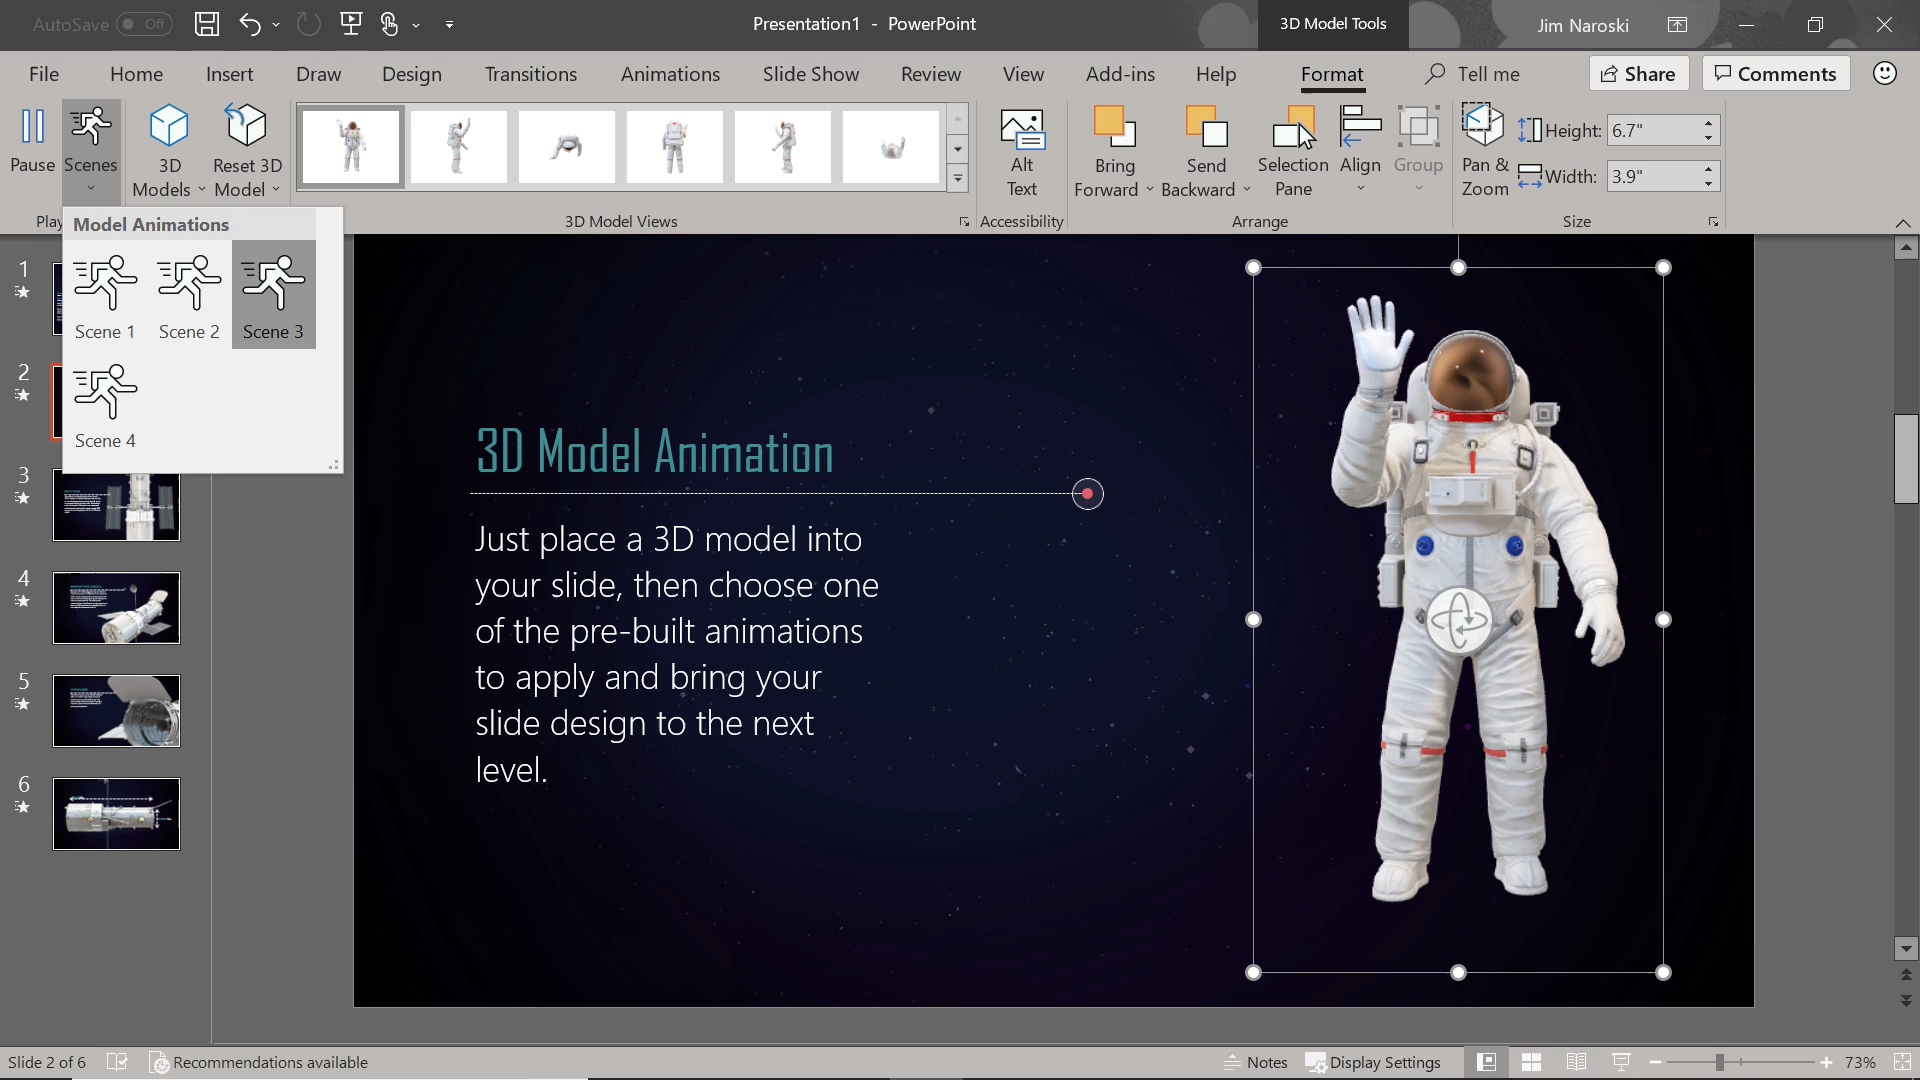 AutoSave Off
Presentation1 - PowerPoint
3D Model Tools
Jim Naroski
File Home Insert Draw Design Transitions Animations Slide Show Review View Add-ins Help Format Tell me Share Comments
Pause
Scenes
3D
Models
Reset 3D
Model
Alt
Text
Bring
Forward
Send
Backward
Selection
Pane
Align
Group
Pan &
Zoom
Height: 6.7"
Width: 3.9"
Play
3D Model Views
Accessibility
Arrange
Size
Model Animations
Scene 1 Scene 2 Scene 3
Scene 4
1
2
3
4
5
6
3D Model Animation
Just place a 3D model into
your slide, then choose one
of the pre-built animations
to apply and bring your
slide design to the next
level.
Slide 2 of 6
Recommendations available
Notes
Display Settings
73%